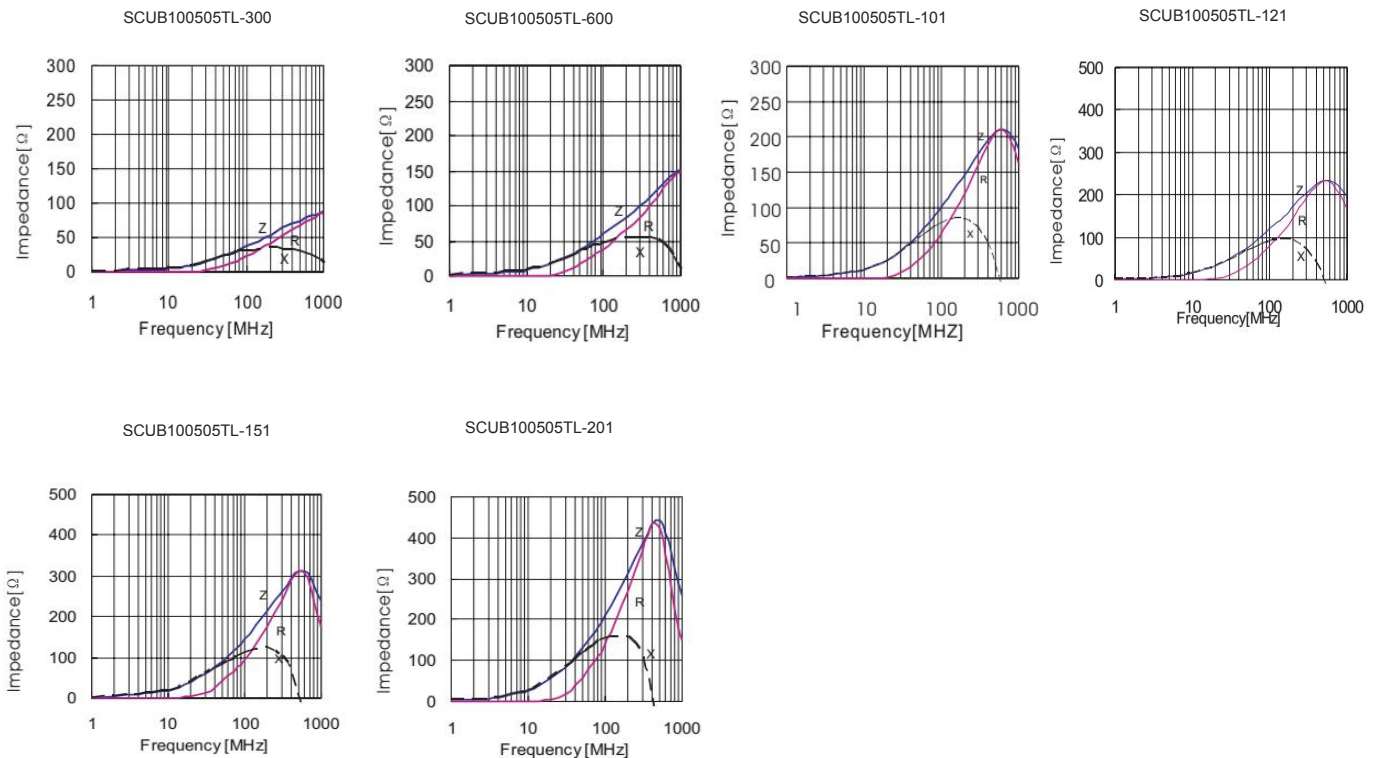 SCUB100505TL-300
300
250
200
150
100
50
0
Impedance[Ω]
Z
R
X
1 10 100 1000
Frequency[MHz]
SCUB100505TL-600
300
250
200
150
100
50
0
Impedance[Ω]
Z
R
X
1 10 100 1000
Frequency[MHz]
SCUB100505TL-101
300
250
200
150
100
50
0
Impedance[Ω]
Z
R
X
1 10 100 1000
Frequency[MHZ]
SCUB100505TL-121
500
400
300
200
100
0
Impedance[Ω]
Z
R
X
1 10 100 1000
Frequency[MHz]
SCUB100505TL-151
500
400
300
200
100
0
Impedance[Ω]
Z
R
X
1 10 100 1000
Frequency[MHz]
SCUB100505TL-201
500
400
300
200
100
0
Impedance[Ω]
Z
R
X
1 10 100 1000
Frequency[MHz]